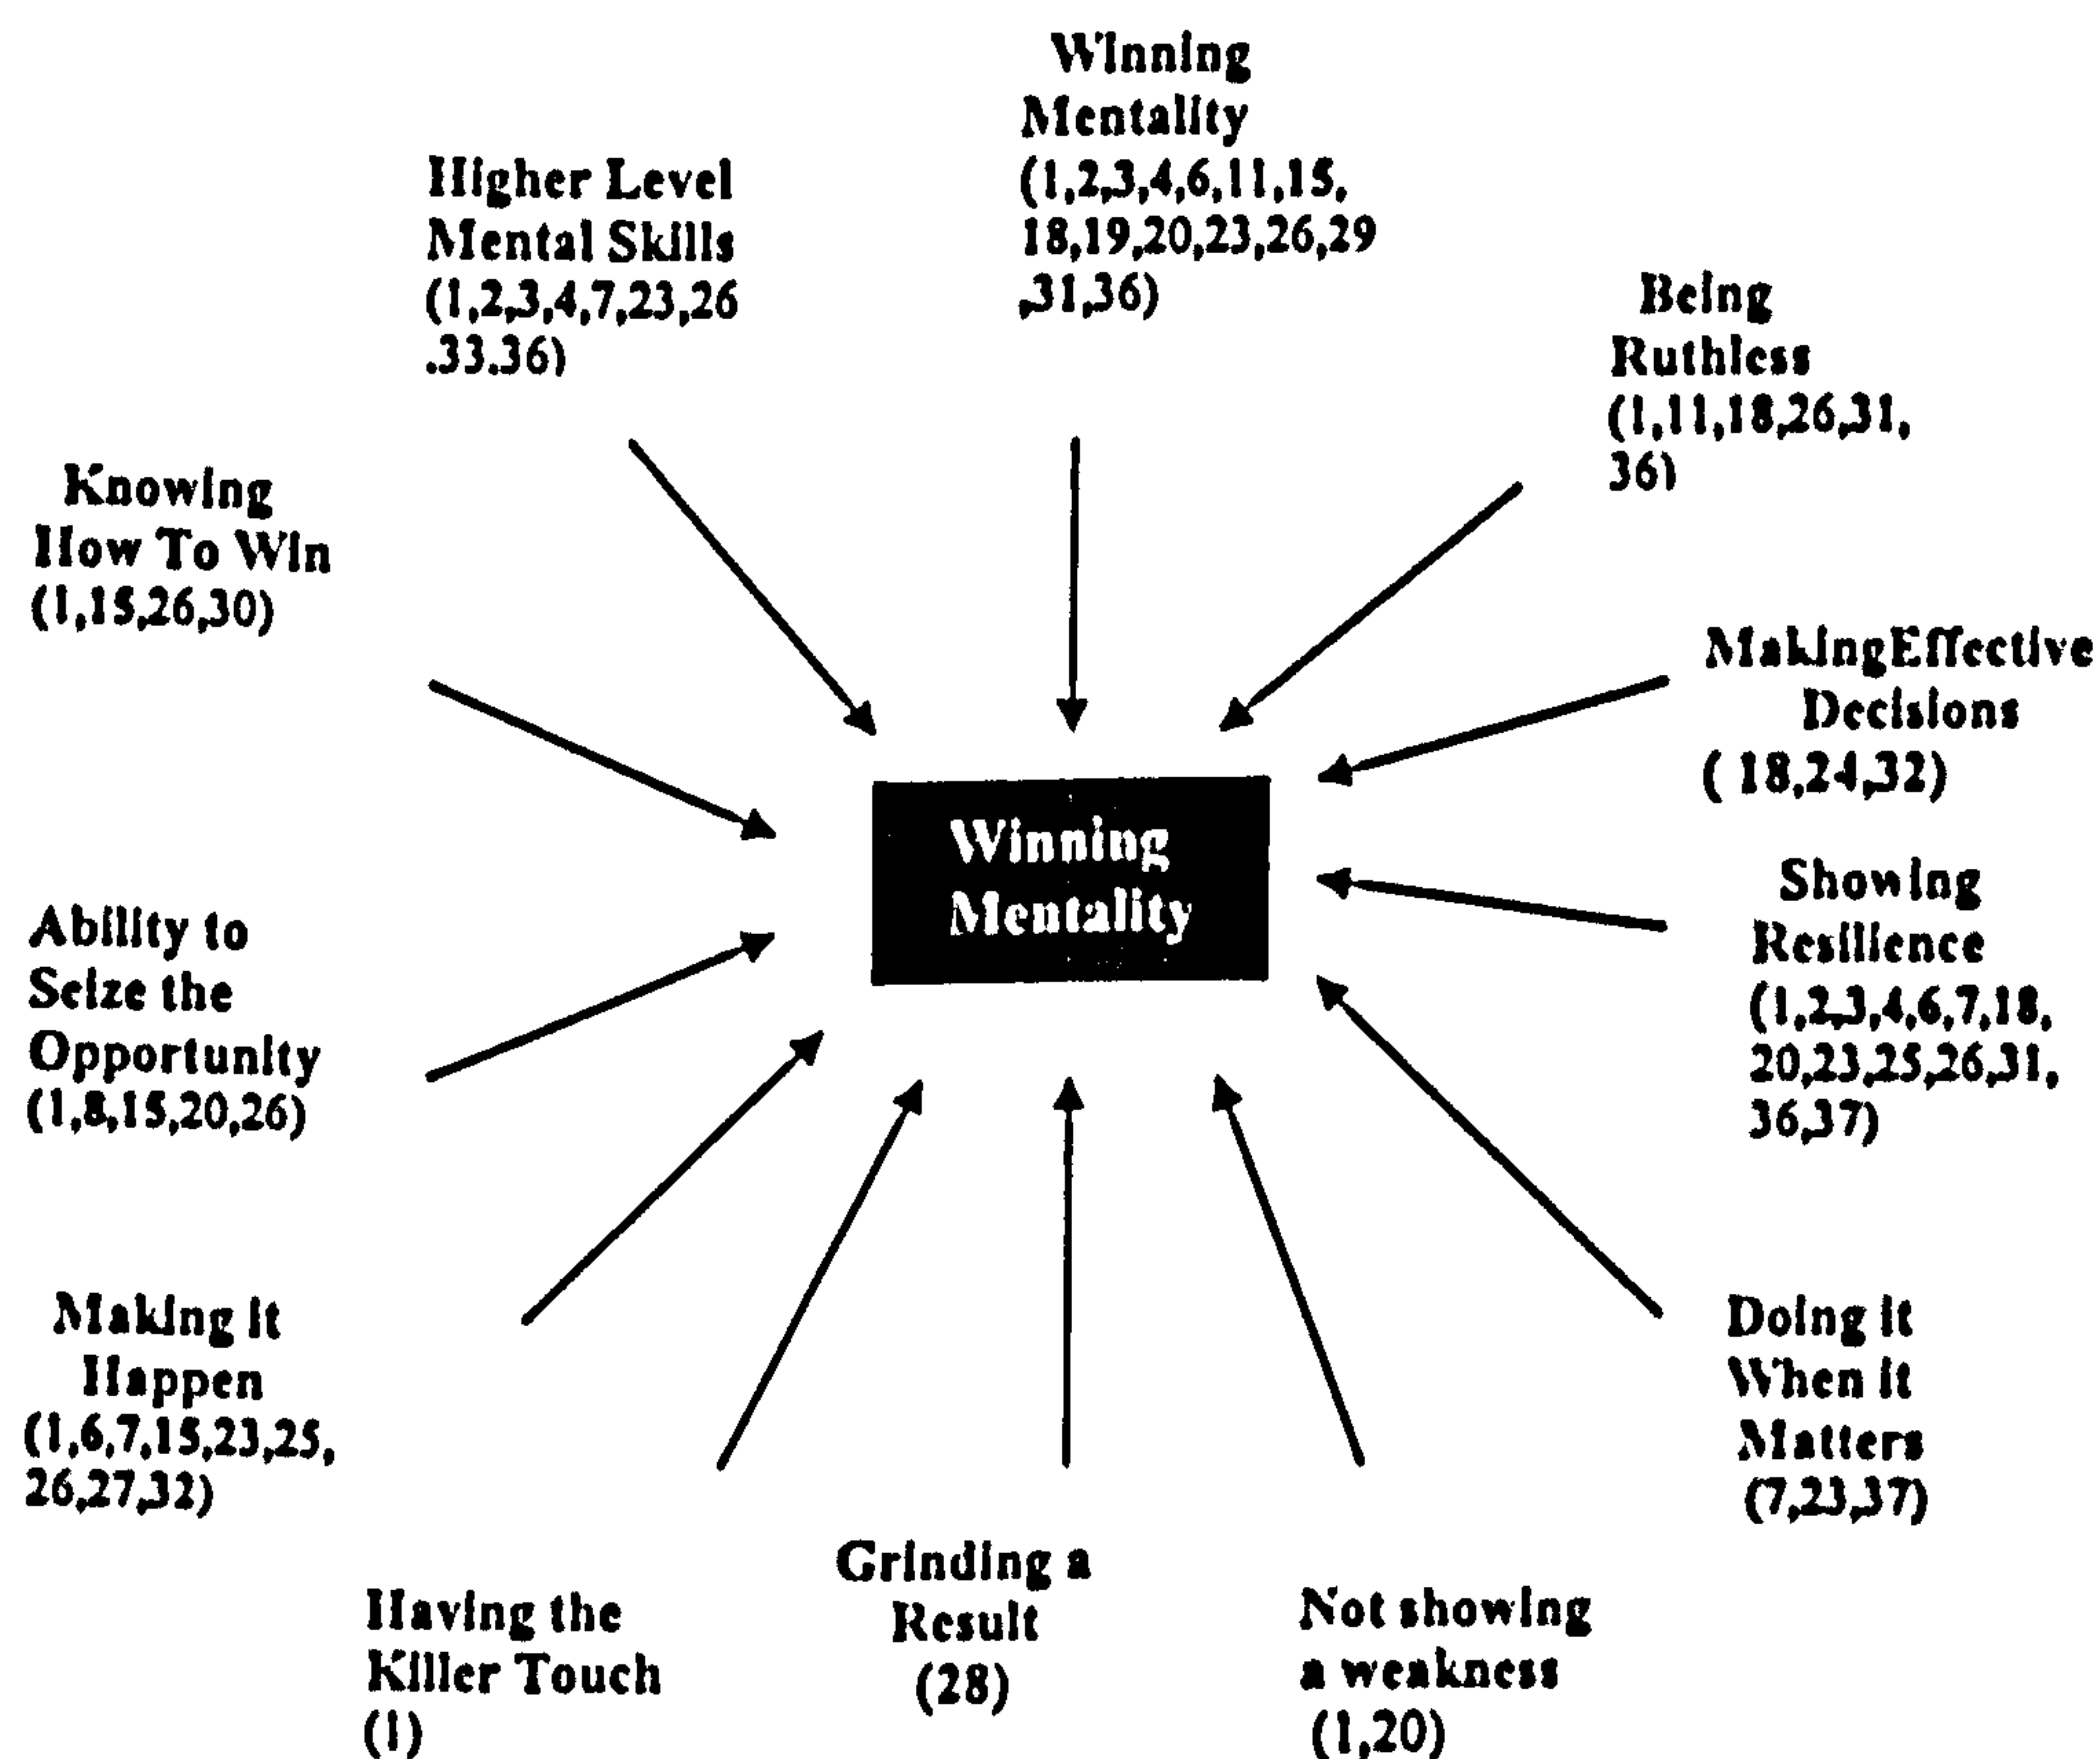 Winning
Mentality
(1,2,3,4,6,11,15,
18,19,20,23,26,29
,31,36)
Higher Level
Mental Skills
(1,2,3,4,7,23,26
,33,36)
Being
Ruthless
(1,11,18,26,31,
36)
Knowing
How To Win
(1,15,26,30)
MakingEffective
Decisions
( 18,24,32)
Winning
Mentality
Showing
Resilience
(1,2,3,4,6,7,18,
20,23,25,26,31,
36,37)
Ability to
Seize the
Opportunity
(1,8,15,20,26)
Making it
Happen
(1,6,7,15,23,25,
26,27,32)
Doing it
When it
Matters
(7,23,37)
Having the
Killer Touch
(1)
Grinding a
Result
(28)
Not showing
a weakness
(1,20)